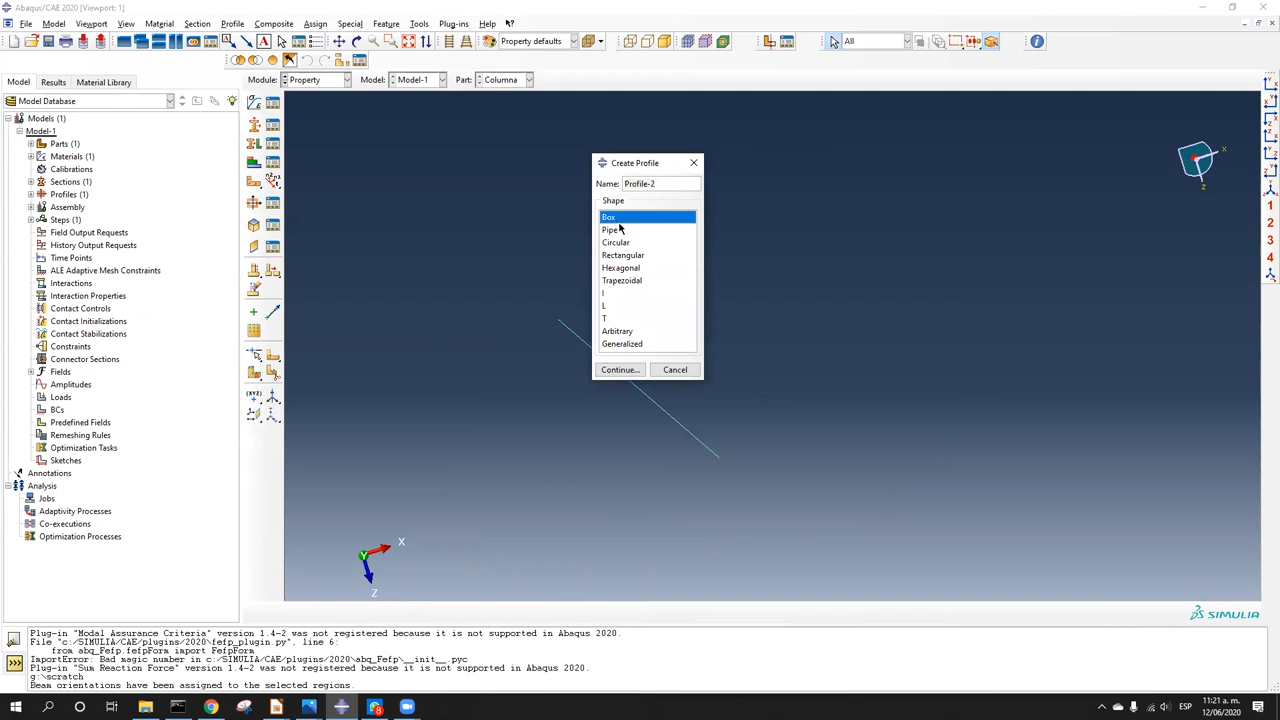 Abaqus/CAE 2020 [Viewport: 1]
File Model Viewport View Material Section Profile Composite Assign Special Feature Tools Plug-ins Help
Property defaults All
Module: Property Model: Model-1 Part: Columna
Model Results Material Library
Model Database
Models (1)
Model-1
Parts (1)
Materials (1)
Calibrations
Sections (1)
Profiles (1)
Assembly
Steps (1)
Field Output Requests
History Output Requests
Time Points
ALE Adaptive Mesh Constraints
Interactions
Interaction Properties
Contact Controls
Contact Initializations
Contact Stabilizations
Constraints
Connector Sections
Fields
Amplitudes
Loads
BCs
Predefined Fields
Remeshing Rules
Optimization Tasks
Sketches
Annotations
Analysis
Jobs
Adaptivity Processes
Co-executions
Optimization Processes
Create Profile
Name: Profile-2
Shape
Box
Pipe
Circular
Rectangular
Hexagonal
Trapezoidal
I
L
T
Arbitrary
Generalized
Continue... Cancel
X
Z
1
2
3
4
X
Y
Z
SIMULIA
Plug-in "Modal Assurance Criteria" version 1.4-2 was not registered because it is not supported in Abaqus 2020.
File "c:/SIMULIA/CAE/plugins/2020\fefp_plugin.py", line 6:
from abq_Fefp.fefpForm import FefpForm
ImportError: Bad magic number in c:/SIMULIA/CAE/plugins/2020\abq_Fefp\__init__.pyc
Plug-in "Sum Reaction Force" version 1.4-2 was not registered because it is not supported in Abaqus 2020.
g:\scratch
Beam orientations have been assigned to the selected regions.
ESP
11:21 a. m.
12/06/2020